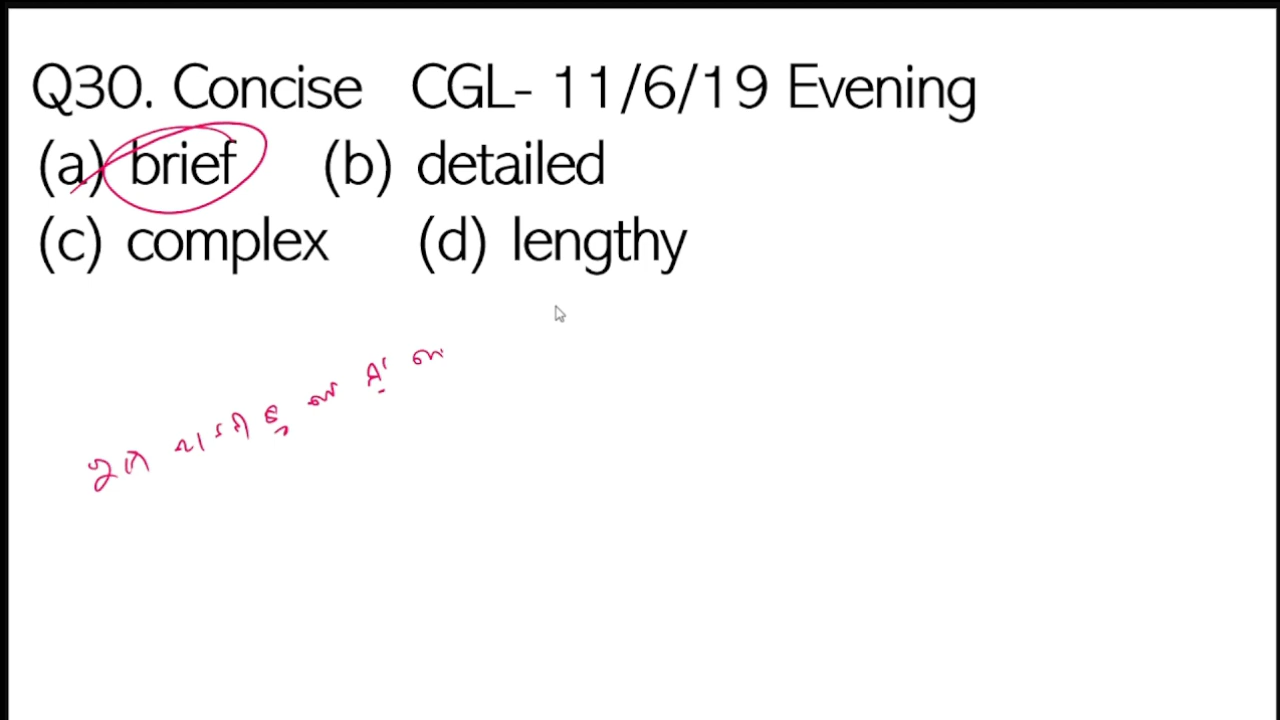 Q30. Concise CGL- 11/6/19 Evening
(a) brief (b) detailed
(c) complex (d) lengthy